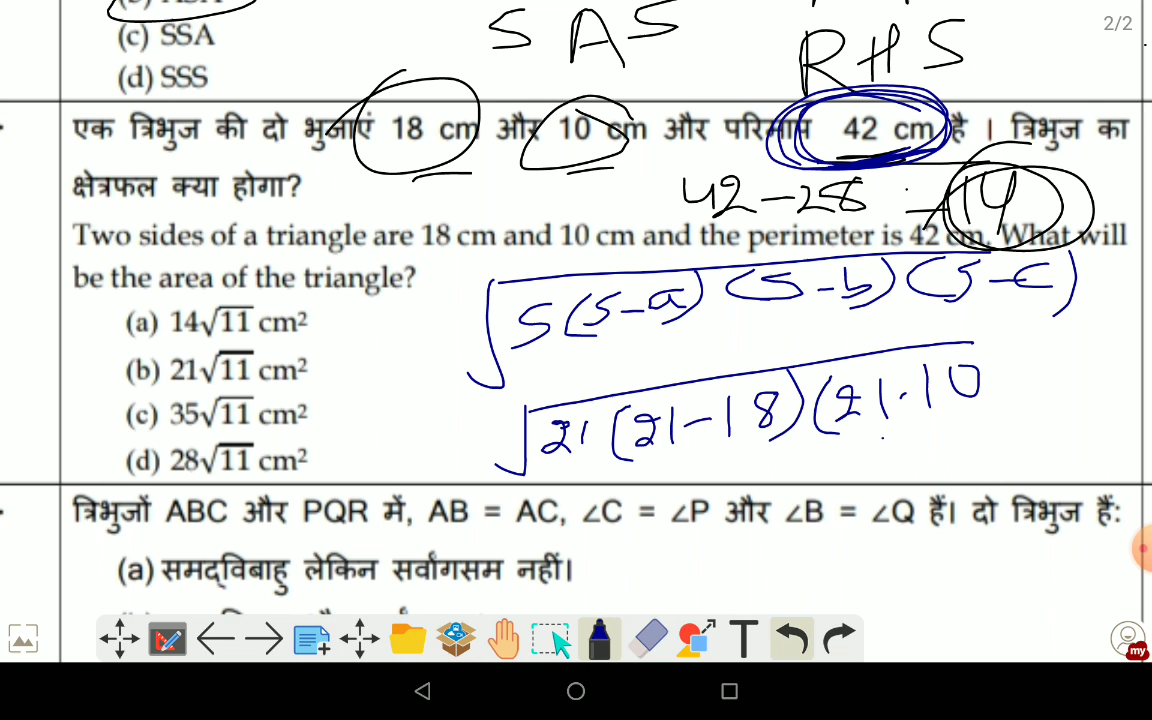 2/2
(c) SSA
(d) SSS
S A S
R H S
एक त्रिभुज की दो भुजाएं 18 cm और 10 cm और परिमाप 42 cm है । त्रिभुज का
क्षेत्रफल क्या होगा?
42-28 = 14
Two sides of a triangle are 18 cm and 10 cm and the perimeter is 42 cm. What will
be the area of the triangle?
√S(S-a)(S-b)(S-c)
(a) 14√11 cm²
(b) 21√11 cm²
(c) 35√11 cm²
(d) 28√11 cm²
√21(21-18)(21-10
त्रिभुजों ABC और PQR में, AB = AC, ∠C = ∠P और ∠B = ∠Q हैं। दो त्रिभुज हैं:
(a) समद्विबाहु लेकिन सर्वांगसम नहीं।
T
my